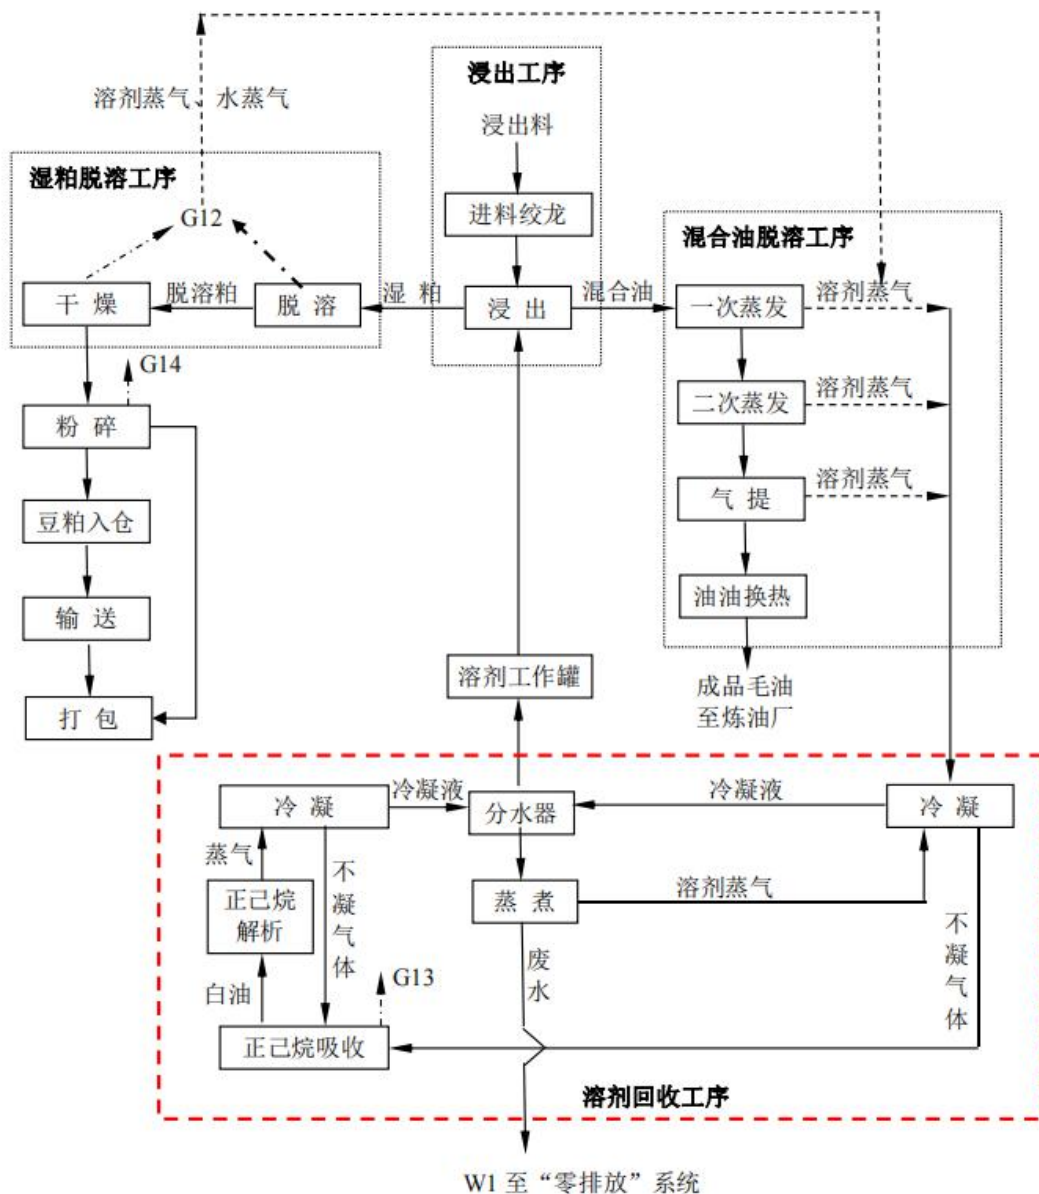 浸出工序
溶剂蒸气、水蒸气
浸出料
湿粕脱溶工序
进料绞龙
G12
混合油脱溶工序
干 燥
脱溶粕
脱 溶
湿 粕
浸 出
混合油
一次蒸发
溶剂蒸气
G14
粉 碎
二次蒸发
溶剂蒸气
豆粕入仓
气 提
溶剂蒸气
输 送
油油换热
溶剂工作罐
打 包
成品毛油
至炼油厂
冷 凝
冷凝液
分水器
冷凝液
冷 凝
蒸气
不凝气体
正己烷
解析
蒸 煮
溶剂蒸气
不凝气体
白油
G13
废水
正己烷吸收
溶剂回收工序
W1 至“零排放”系统